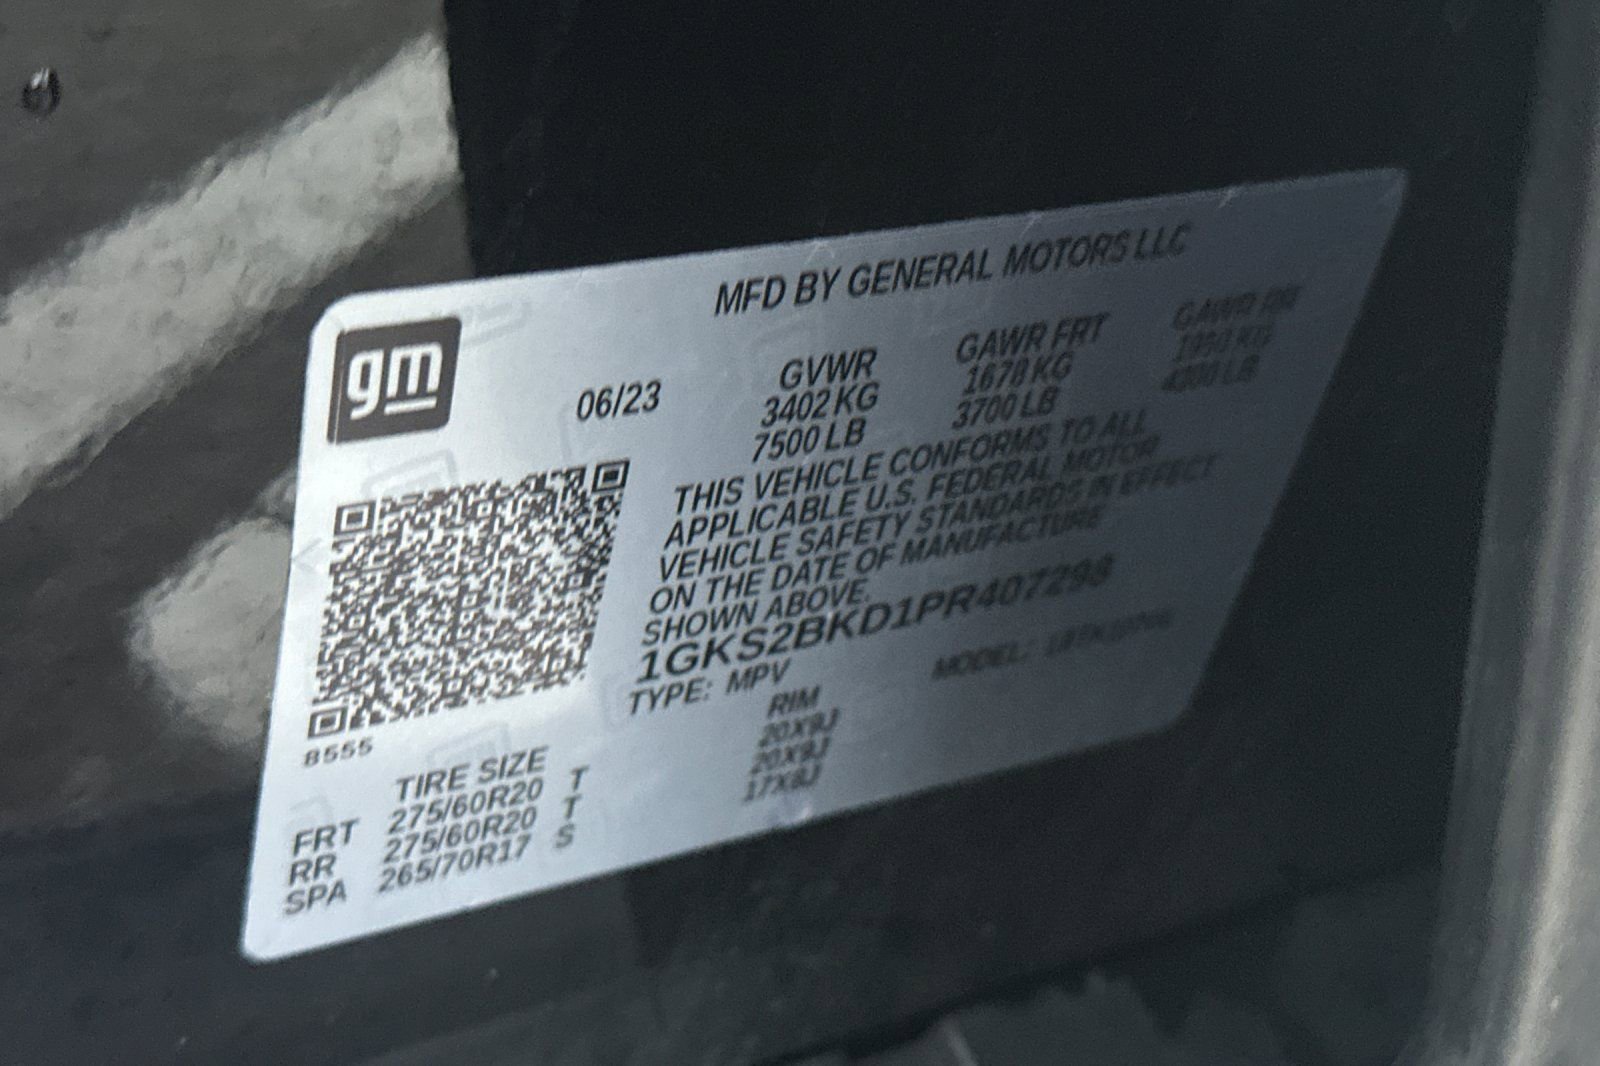 MFD BY GENERAL MOTORS LLC
gm
06/23
GVWR GAWR FRT GAWR RR
3402 KG 1678 KG
7500 LB 3700 LB LB
THIS VEHICLE CONFORMS TO ALL
APPLICABLE U.S. FEDERAL MOTOR
VEHICLE SAFETY STANDARDS IN EFFECT
ON THE DATE OF MANUFACTURE
SHOWN ABOVE.
1GKS2BKD1PR407298
TYPE: MPV MODEL:
8555
TIRE SIZE RIM
FRT 275/60R20 T 20X9J
RR 275/60R20 T 20X9J
SPA 265/70R17 S 17X8J